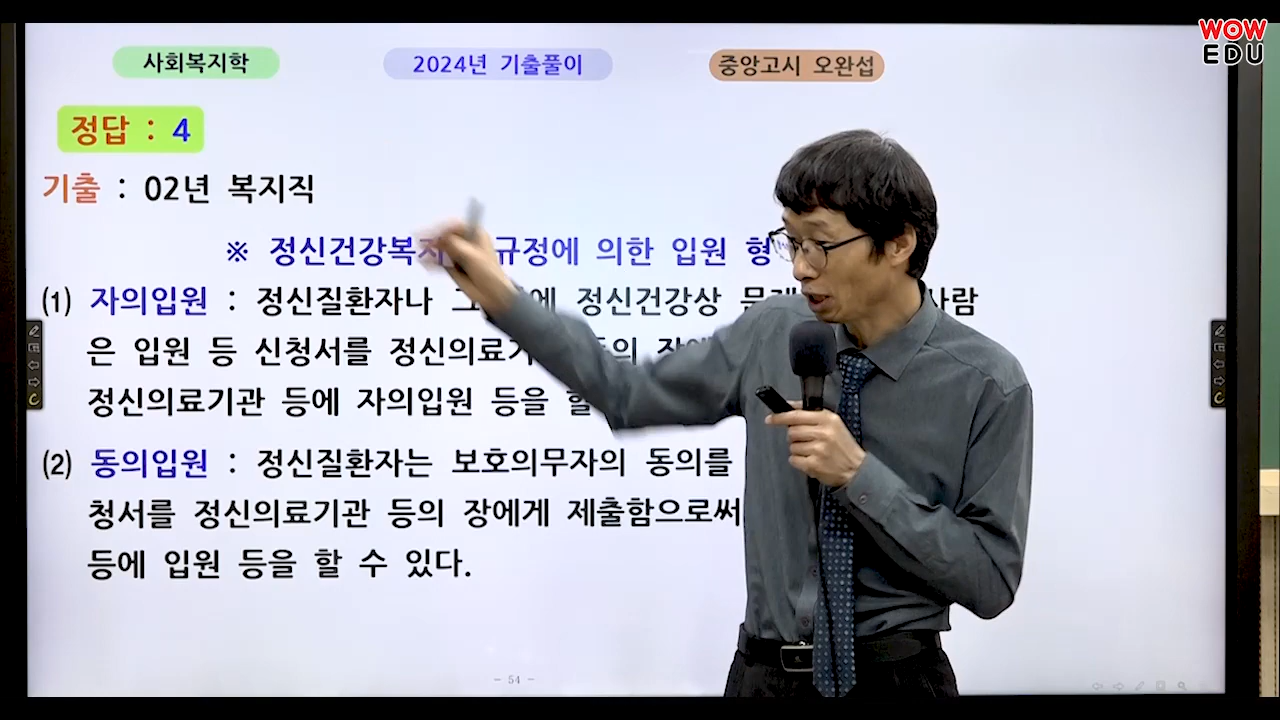 WOW
EDU
사회복지학
2024년 기출풀이
중앙고시 오완섭
정답 : 4
기출 : 02년 복지직
※ 정신건강복지 규정에 의한 입원 형
(1) 자의입원 : 정신질환자나 그 에 정신건강상 사람
은 입원 등 신청서를 정신의료기 의
정신의료기관 등에 자의입원 등을 할
(2) 동의입원 : 정신질환자는 보호의무자의 동의를
청서를 정신의료기관 등의 장에게 제출함으로써
등에 입원 등을 할 수 있다.
- 54 -